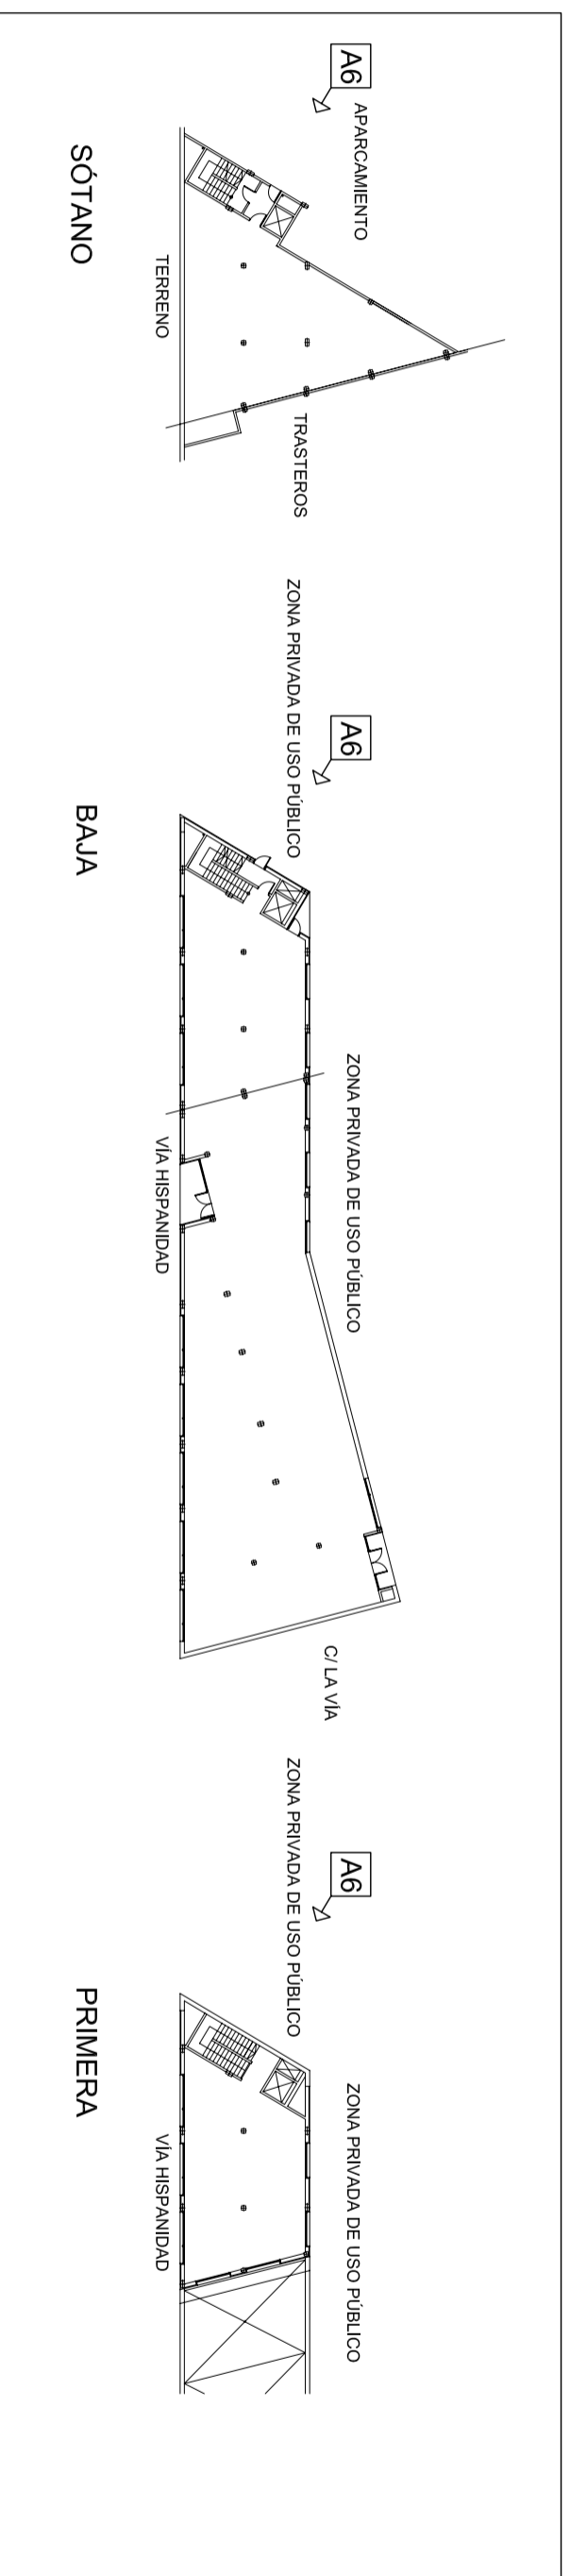 A6
APARCAMIENTO
TERRENO
TRASTEROS
SÓTANO
A6
ZONA PRIVADA DE USO PÚBLICO
ZONA PRIVADA DE USO PÚBLICO
VÍA HISPANIDAD
C/ LA VÍA
BAJA
A6
ZONA PRIVADA DE USO PÚBLICO
ZONA PRIVADA DE USO PÚBLICO
VÍA HISPANIDAD
PRIMERA